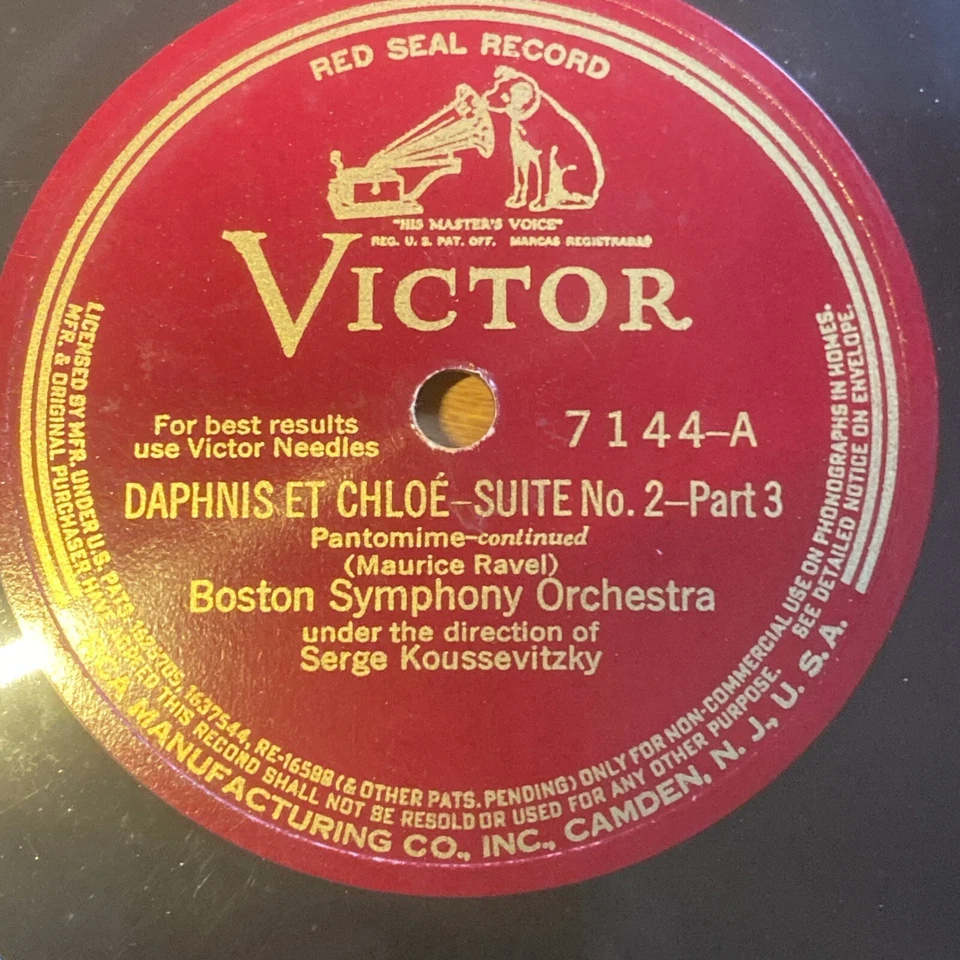 RED SEAL RECORD
"HIS MASTER'S VOICE"
REG. U. S. PAT. OFF. MARCAS REGISTRADAS
VICTOR
For best results
use Victor Needles
7144-A
DAPHNIS ET CHLOÉ-SUITE No. 2-Part 3
Pantomime-continued
(Maurice Ravel)
Boston Symphony Orchestra
under the direction of
Serge Koussevitzky
LICENSED BY MFR. UNDER U.S. PATS. 1625705, 1637544, RE-16588 (& OTHER PATS. PENDING) ONLY FOR NON-COMMERCIAL USE ON PHONOGRAPHS IN HOMES.
MFR. & ORIGINAL PURCHASER HAVE AGREED THIS RECORD SHALL NOT BE RESOLD OR USED FOR ANY OTHER PURPOSE. SEE DETAILED NOTICE ON ENVELOPE.
RCA MANUFACTURING CO., INC., CAMDEN, N. J., U. S. A.